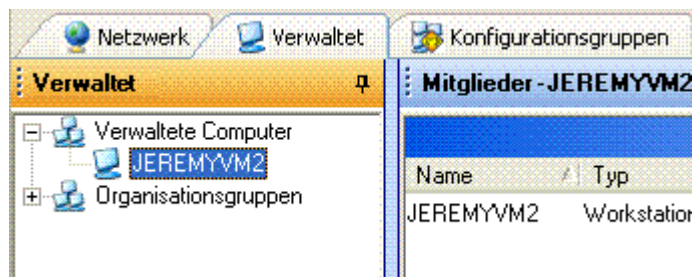 Netzwerk Verwaltet Konfigurationsgruppen
Verwaltet
Verwaltete Computer
JEREMYVM2
Organisationsgruppen
Mitglieder - JEREMYVM2
Name Typ
JEREMYVM2 Workstation